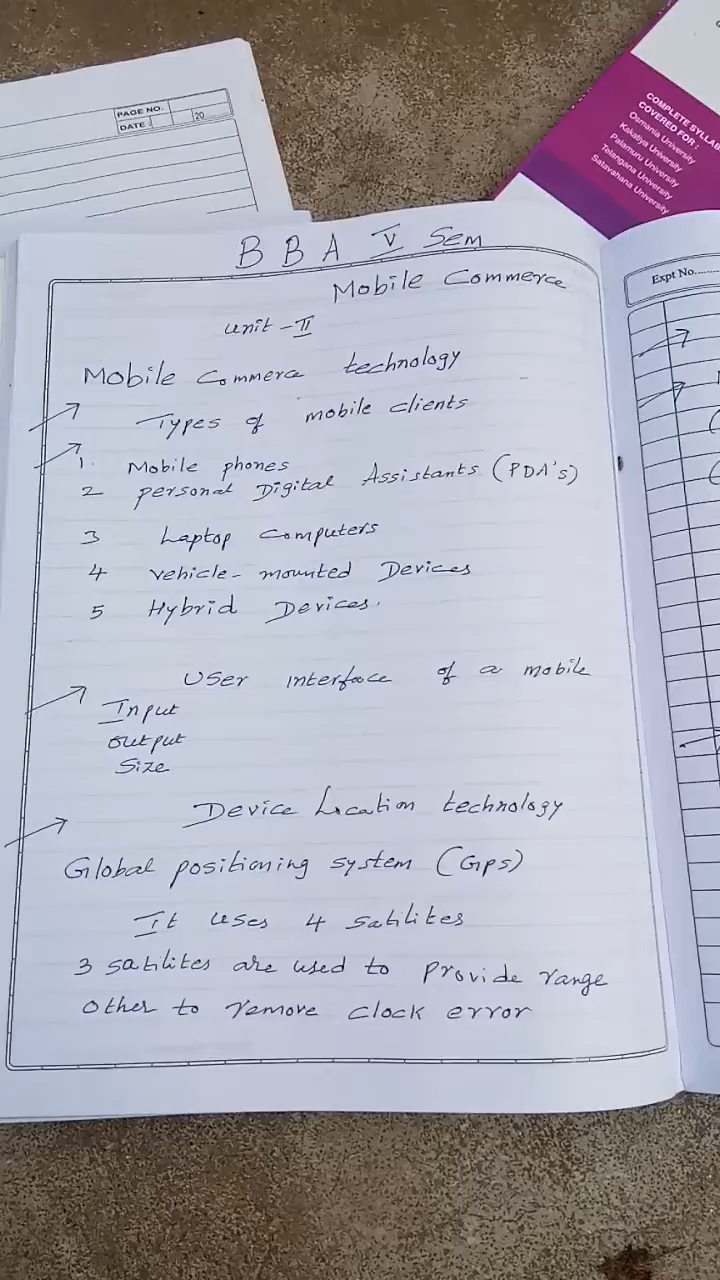 PAGE NO.
DATE 20
COMPLETE SYLLAB
COVERED FOR :
Osmania University
Kakatiya University
Palamuru University
Telangana University
Satavahana University
B B A V Sem
Mobile Commerce
unit - II
Mobile Commerce technology
Types of mobile clients
1. Mobile phones
2 personal Digital Assistants (PDA's)
3 Laptop Computers
4 vehicle - mounted Devices
5 Hybrid Devices.
User interface of a mobile
Input
output
Size
Device Location technology
Global positioning system (Gps)
It uses 4 satilites
3 satilites are used to provide range
other to remove clock error
Expt No.......